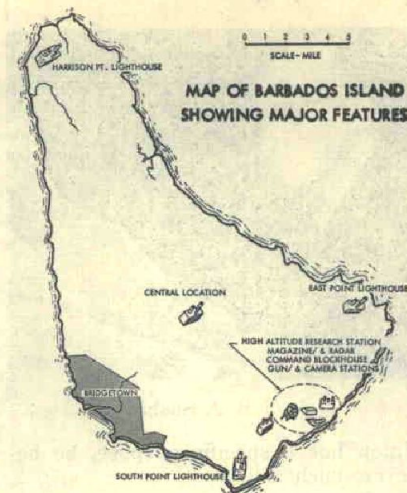 0 1 2 3 4 5
SCALE-MILE
MAP OF BARBADOS ISLAND
SHOWING MAJOR FEATURES
HARRISON PT. LIGHTHOUSE
CENTRAL LOCATION
EAST POINT LIGHTHOUSE
HIGH ALTITUDE RESEARCH STATION
MAGAZINE/ & RADAR
COMMAND BLOCKHOUSE
GUN/ & CAMERA STATIONS
BRIDGETOWN
SOUTH POINT LIGHTHOUSE